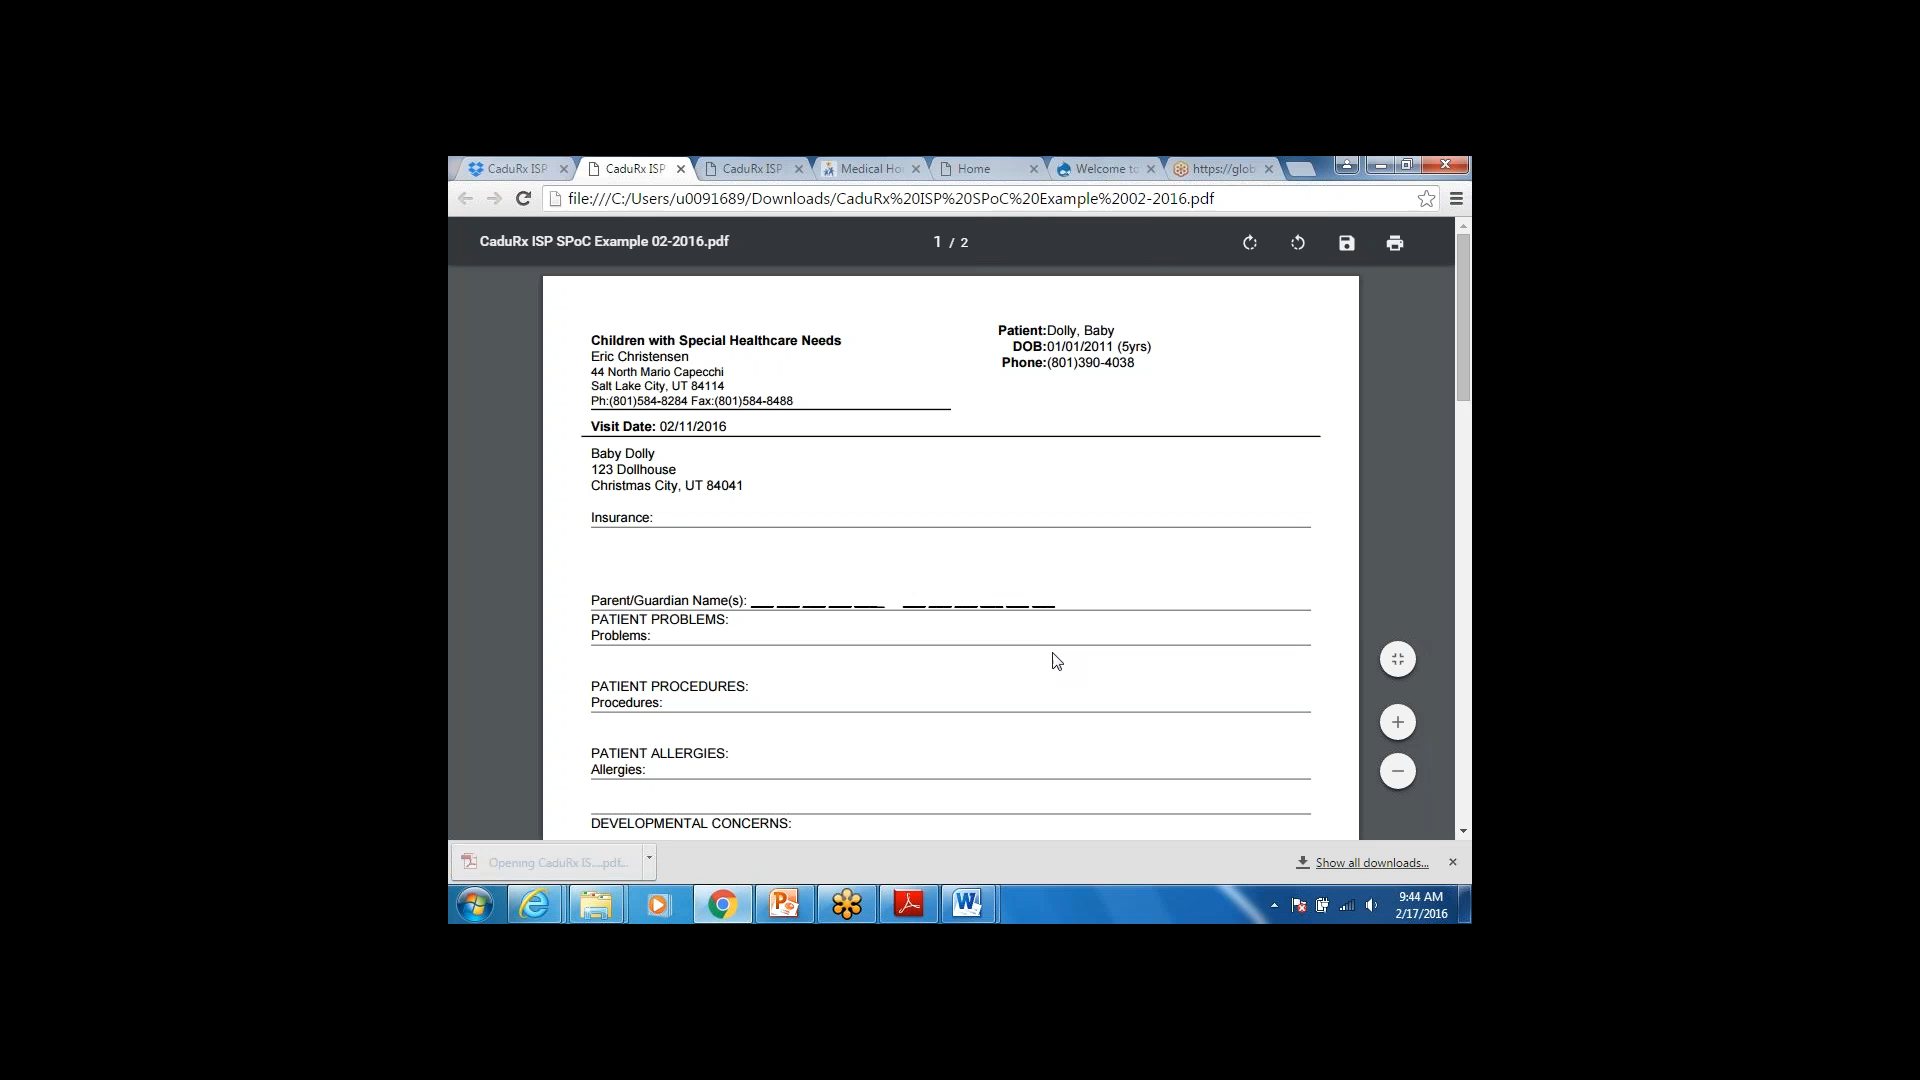 CaduRx ISP
CaduRx ISP
CaduRx ISP
Medical Ho
Home
Welcome to
https://glob
file:///C:/Users/u0091689/Downloads/CaduRx%20ISP%20SPoC%20Example%2002-2016.pdf
CaduRx ISP SPoC Example 02-2016.pdf
1 / 2
Patient:Dolly, Baby
DOB:01/01/2011 (5yrs)
Phone:(801)390-4038
Children with Special Healthcare Needs
Eric Christensen
44 North Mario Capecchi
Salt Lake City, UT 84114
Ph:(801)584-8284 Fax:(801)584-8488
Visit Date: 02/11/2016
Baby Dolly
123 Dollhouse
Christmas City, UT 84041
Insurance:
Parent/Guardian Name(s):
PATIENT PROBLEMS:
Problems:
PATIENT PROCEDURES:
Procedures:
PATIENT ALLERGIES:
Allergies:
DEVELOPMENTAL CONCERNS:
Opening CaduRx IS....pdf...
Show all downloads...
9:44 AM
2/17/2016